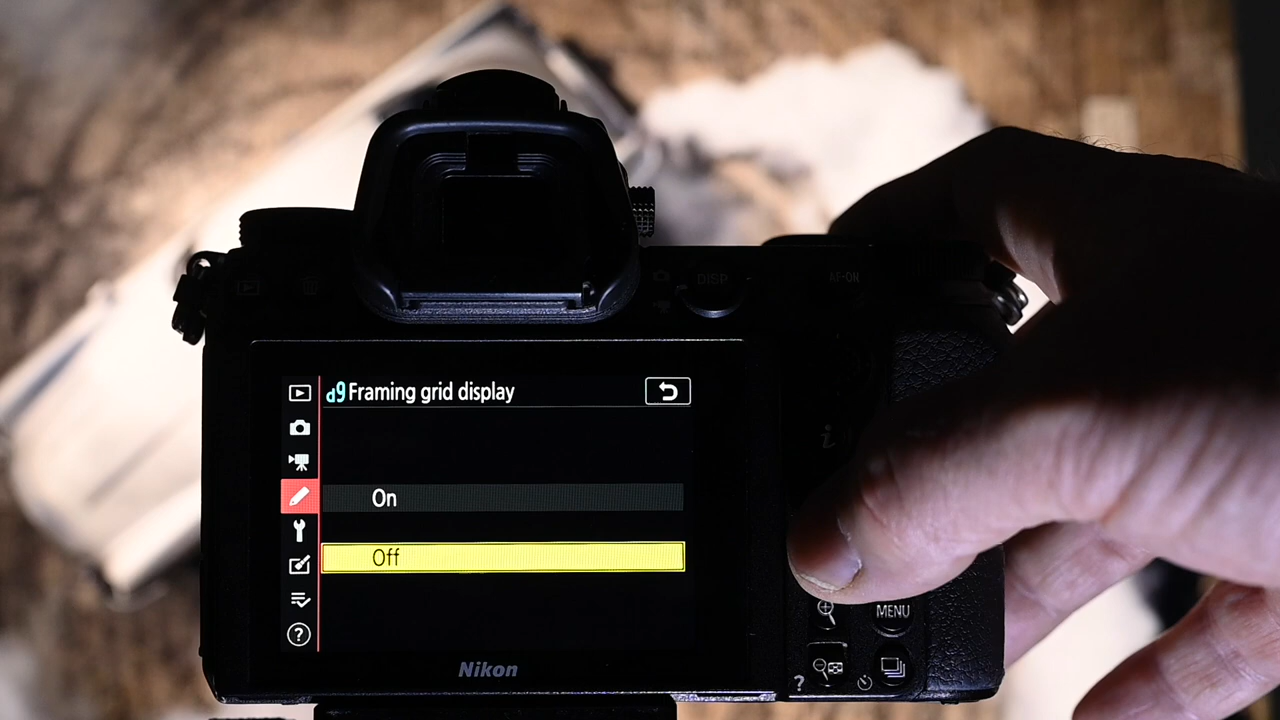 DISP
AF-ON
d9 Framing grid display
i
On
Off
MENU
Nikon
?
?